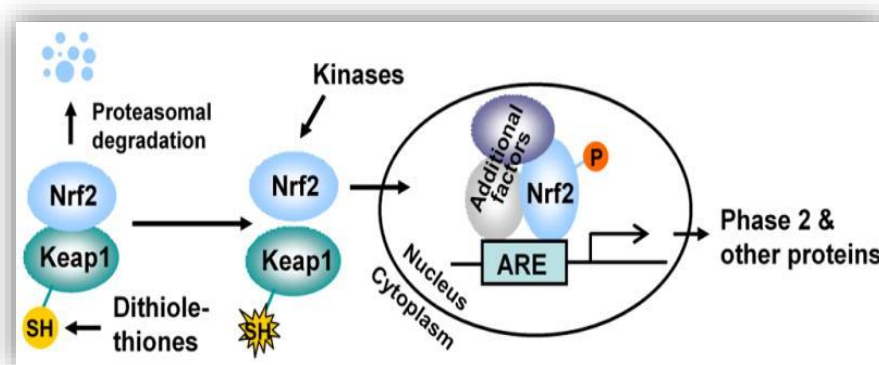 Proteasomal
degradation
Nrf2
Keap1
SH
Dithiole-
thiones
Kinases
Nrf2
Keap1
SH
Additional
factors
Nrf2
P
ARE
Nucleus
Cytoplasm
Phase 2 &
other proteins